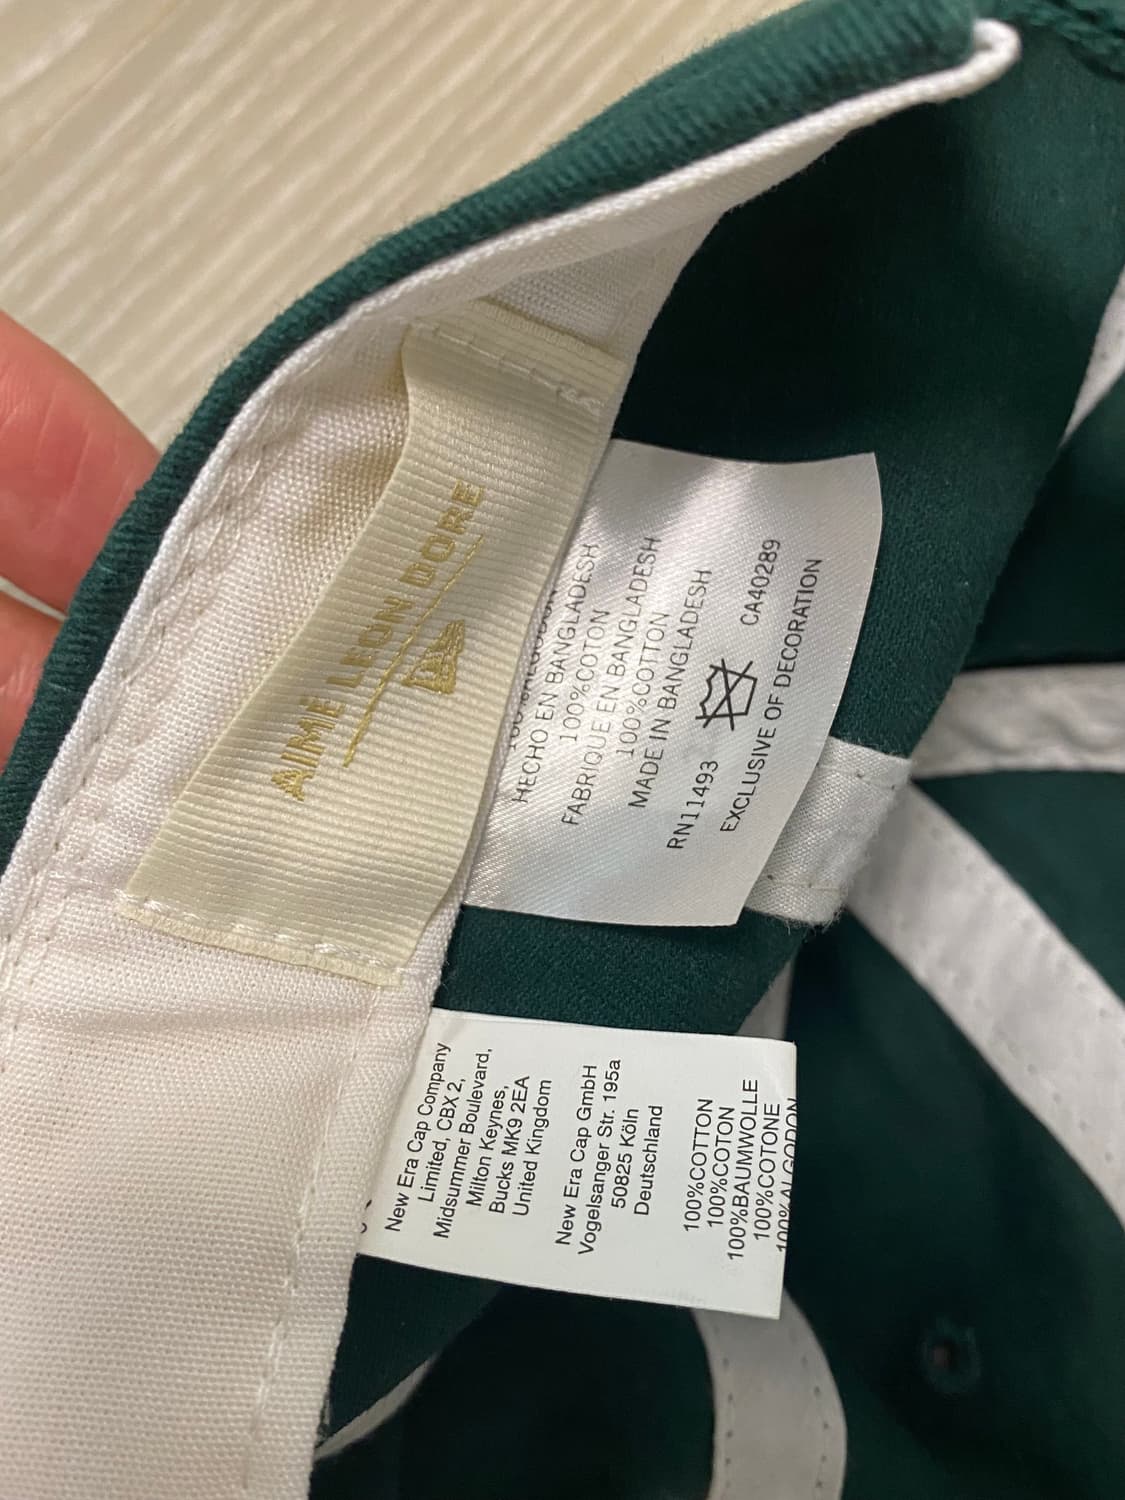 AIMÉ LEON DORE
HECHO EN BANGLADESH
100%COTON
FABRIQUE EN BANGLADESH
100%COTTON
MADE IN BANGLADESH
RN11493 CA40289
EXCLUSIVE OF DECORATION
New Era Cap Company
Limited, CBX 2,
Midsummer Boulevard,
Milton Keynes,
Bucks MK9 2EA
United Kingdom
New Era Cap GmbH
Vogelsanger Str. 195a
50825 Köln
Deutschland
100%COTTON
100%COTON
100%BAUMWOLLE
100%COTONE
100%ALGODON